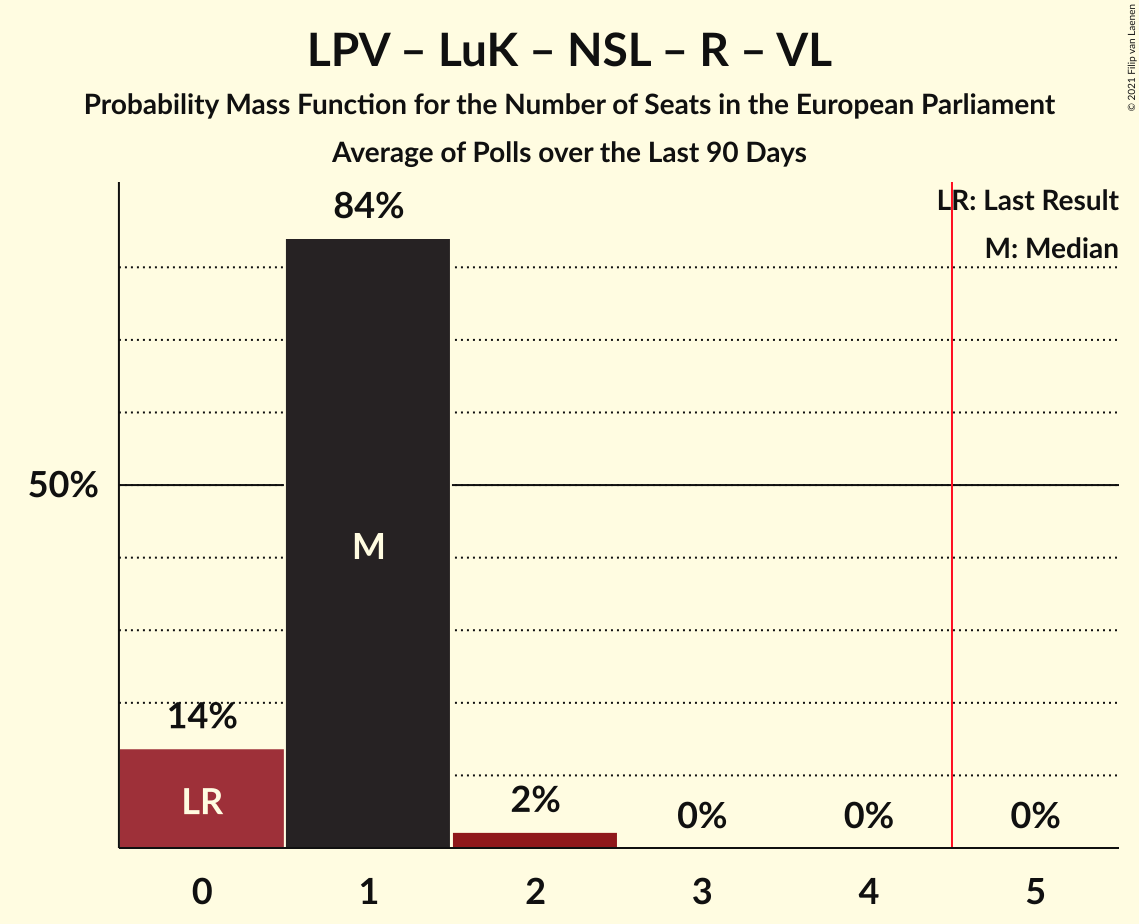 LPV – LuK – NSL – R – VL
Probability Mass Function for the Number of Seats in the European Parliament
Average of Polls over the Last 90 Days
© 2021 Filip van Laenen
LR: Last Result
M: Median
84%
50%
M
14%
LR
2%
0%
0%
0%
0
1
2
3
4
5